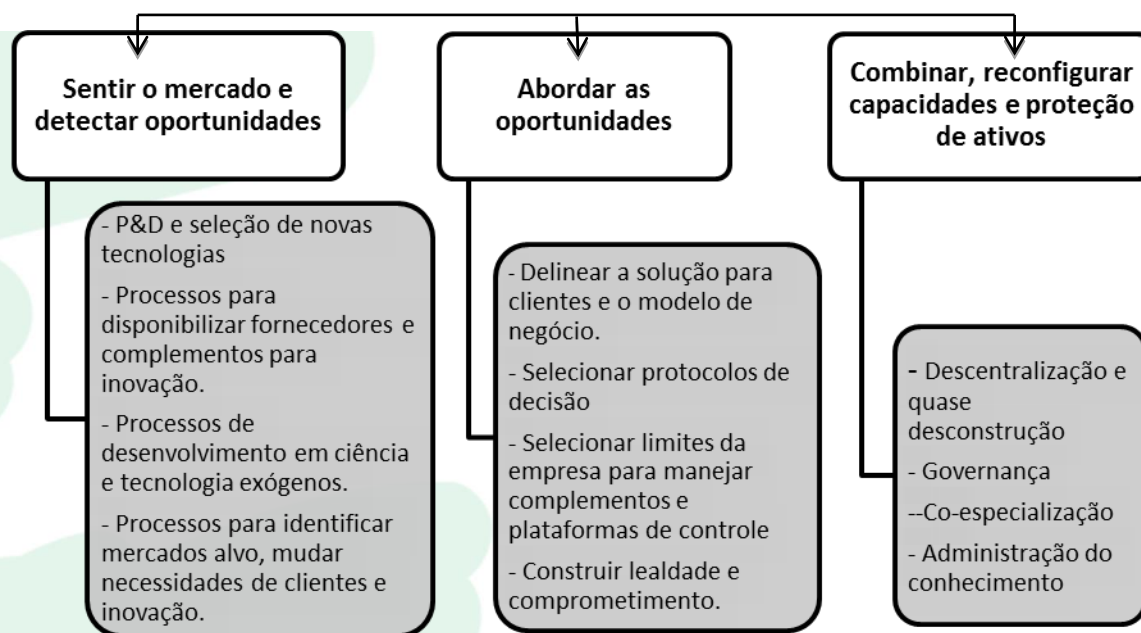 Sentir o mercado e
detectar oportunidades
- P&D e seleção de novas
tecnologias
- Processos para
disponibilizar fornecedores e
complementos para
inovação.
- Processos de
desenvolvimento em ciência
e tecnologia exógenos.
- Processos para identificar
mercados alvo, mudar
necessidades de clientes e
inovação.
Abordar as
oportunidades
- Delinear a solução para
clientes e o modelo de
negócio.
- Selecionar protocolos de
decisão
- Selecionar limites da
empresa para manejar
complementos e
plataformas de controle
- Construir lealdade e
comprometimento.
Combinar, reconfigurar
capacidades e proteção
de ativos
- Descentralização e
quase
desconstrução
- Governança
--Co-especialização
- Administração do
conhecimento